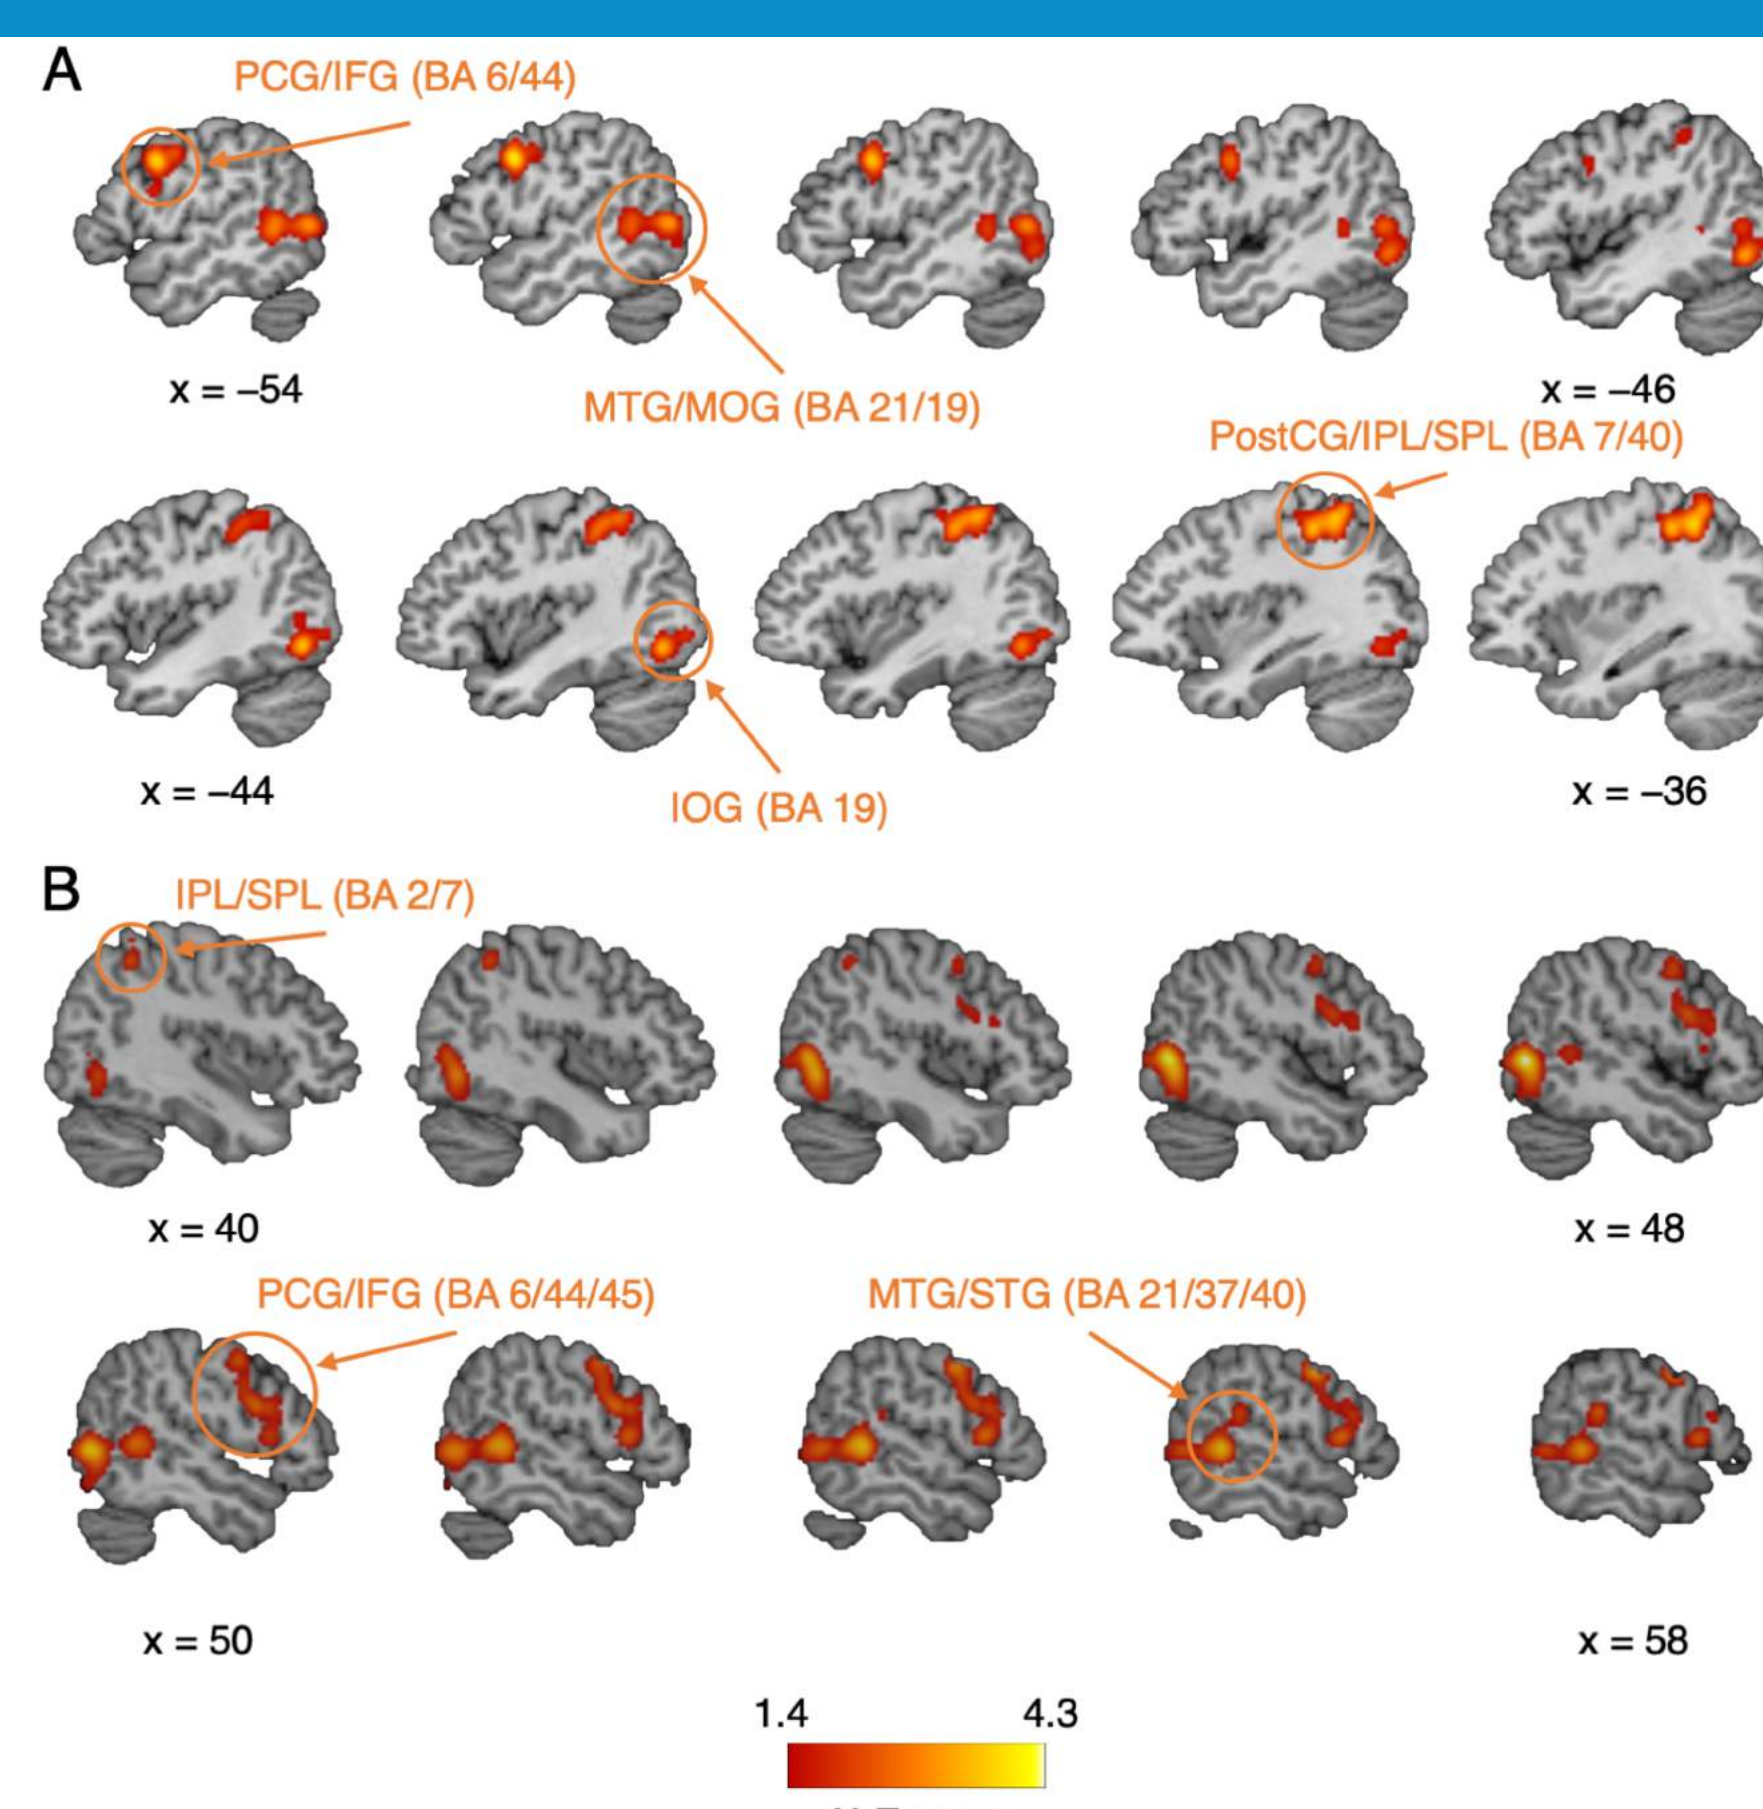 A
PCG/IFG (BA 6/44)
x = –54
MTG/MOG (BA 21/19)
x = –46
PostCG/IPL/SPL (BA 7/40)
x = –44
IOG (BA 19)
x = –36
B
IPL/SPL (BA 2/7)
x = 40
x = 48
PCG/IFG (BA 6/44/45)
MTG/STG (BA 21/37/40)
x = 50
x = 58
1.4 4.3